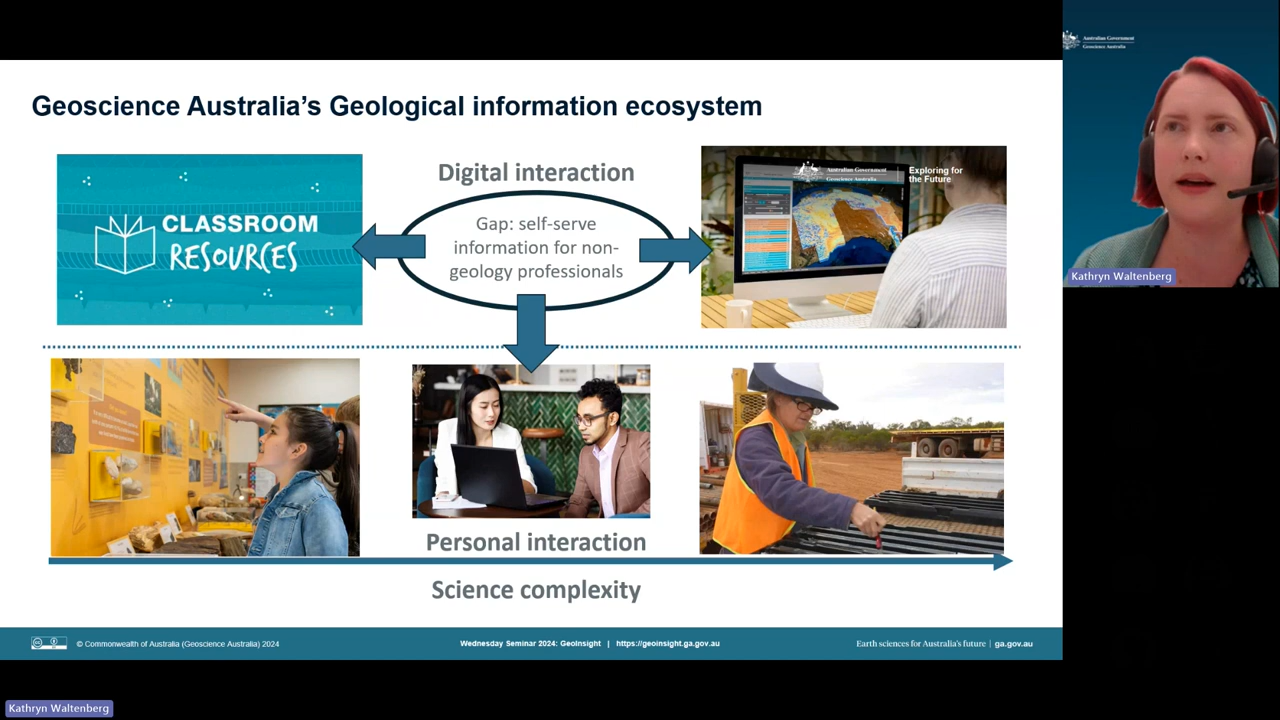 Geoscience Australia's Geological information ecosystem
Australian Government
Geoscience Australia
Digital interaction
CLASSROOM
RESOURCES
Gap: self-serve
information for non-
geology professionals
Australian Government
Geoscience Australia
Exploring for
the Future
Kathryn Waltenberg
Personal interaction
Science complexity
© Commonwealth of Australia (Geoscience Australia) 2024
Wednesday Seminar 2024: GeoInsight | https://geoinsight.ga.gov.au
Earth sciences for Australia's future | ga.gov.au
Kathryn Waltenberg